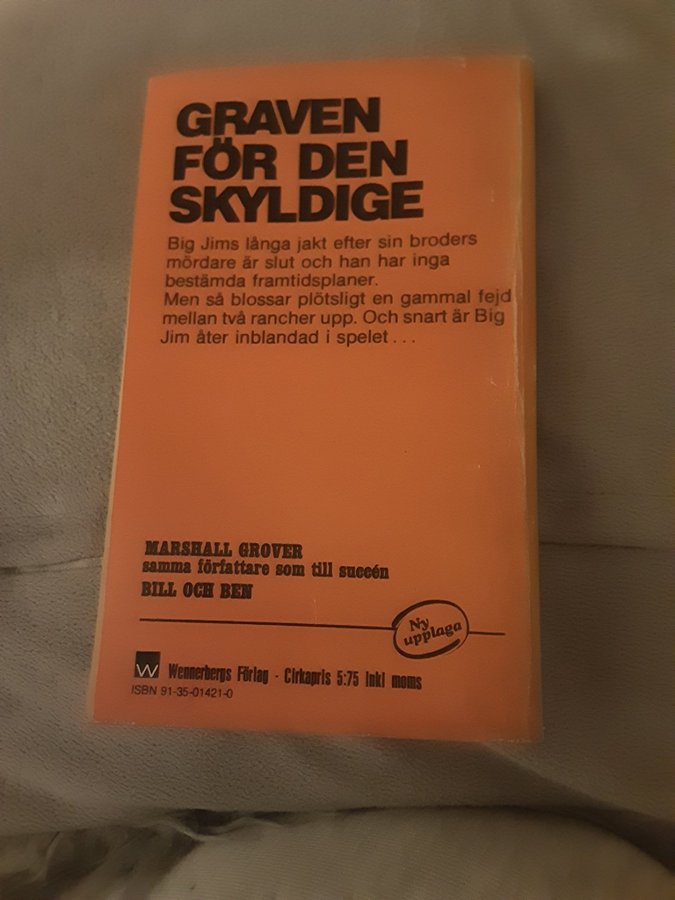 GRAVEN
FÖR DEN
SKYLDIGE
Big Jims långa jakt efter sin broders
mördare är slut och han har inga
bestämda framtidsplaner.
Men så blossar plötsligt en gammal fejd
mellan två rancher upp. Och snart är Big
Jim åter inblandad i spelet . . .
MARSHALL GROVER
samma författare som till succén
BILL OCH BEN
Ny
upplaga
W Wennerbergs Förlag - Cirkapris 5:75 inkl moms
ISBN 91-35-01421-0